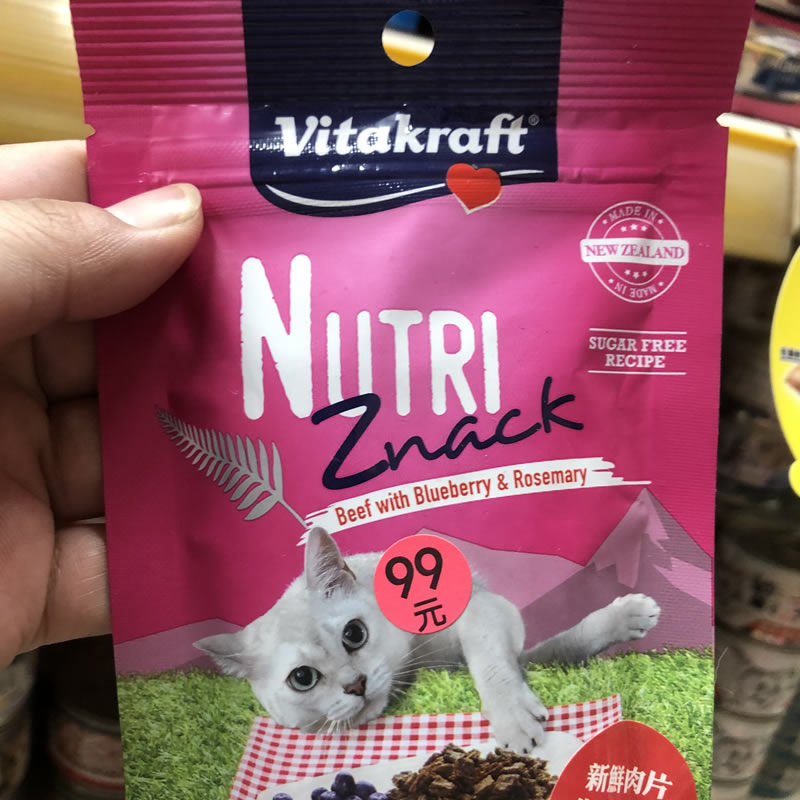 Vitakraft®
MADE IN
NEW ZEALAND
MADE IN
SUGAR FREE
RECIPE
NUTRI
Znack
Beef with Blueberry & Rosemary
99
元
新鮮肉片